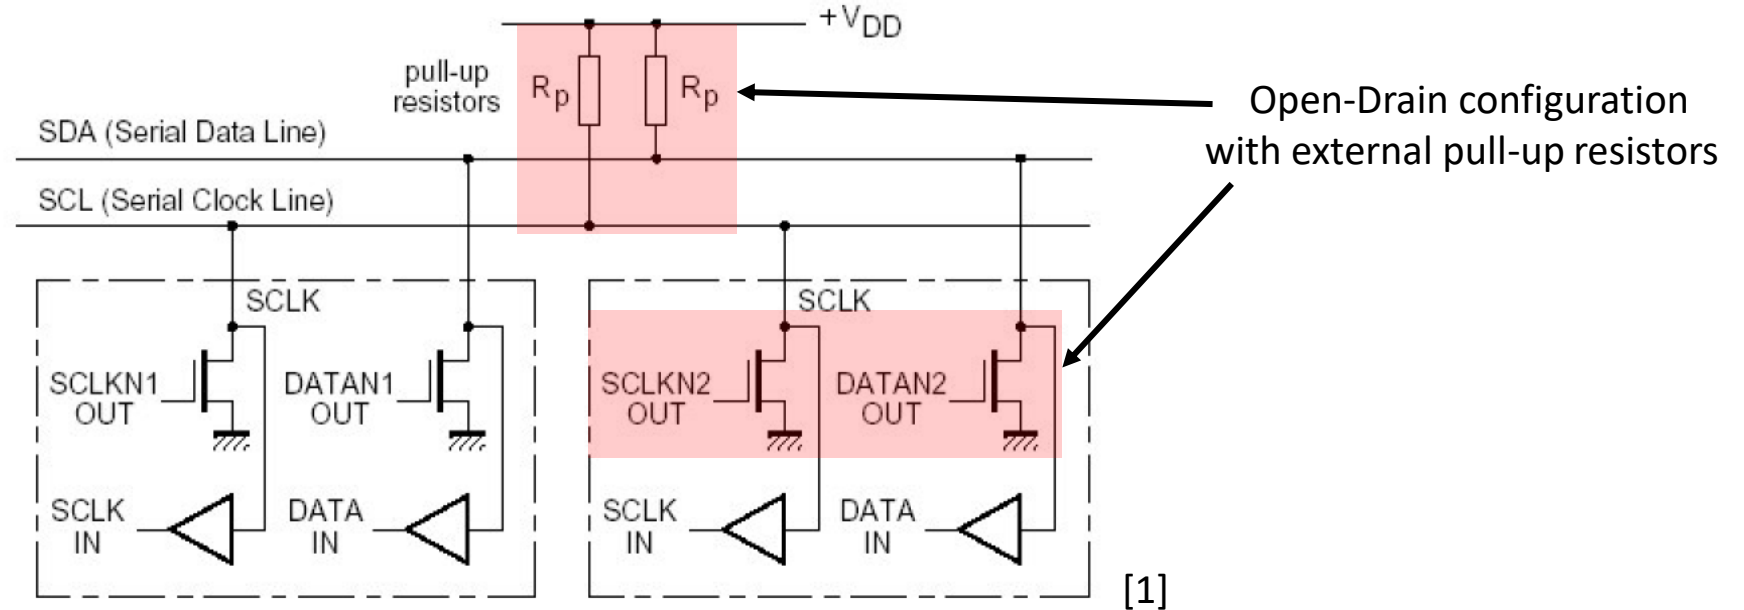 +VDD
pull-up
resistors
Rp
Rp
Open-Drain configuration
with external pull-up resistors
SDA (Serial Data Line)
SCL (Serial Clock Line)
SCLK
SCLK
SCLKN1
OUT
DATAN1
OUT
SCLKN2
OUT
DATAN2
OUT
SCLK
IN
DATA
IN
SCLK
IN
DATA
IN
[1]